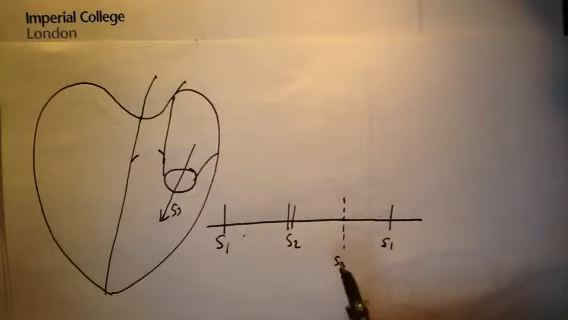 Imperial College
London
S3
S1 S2 S1
S3